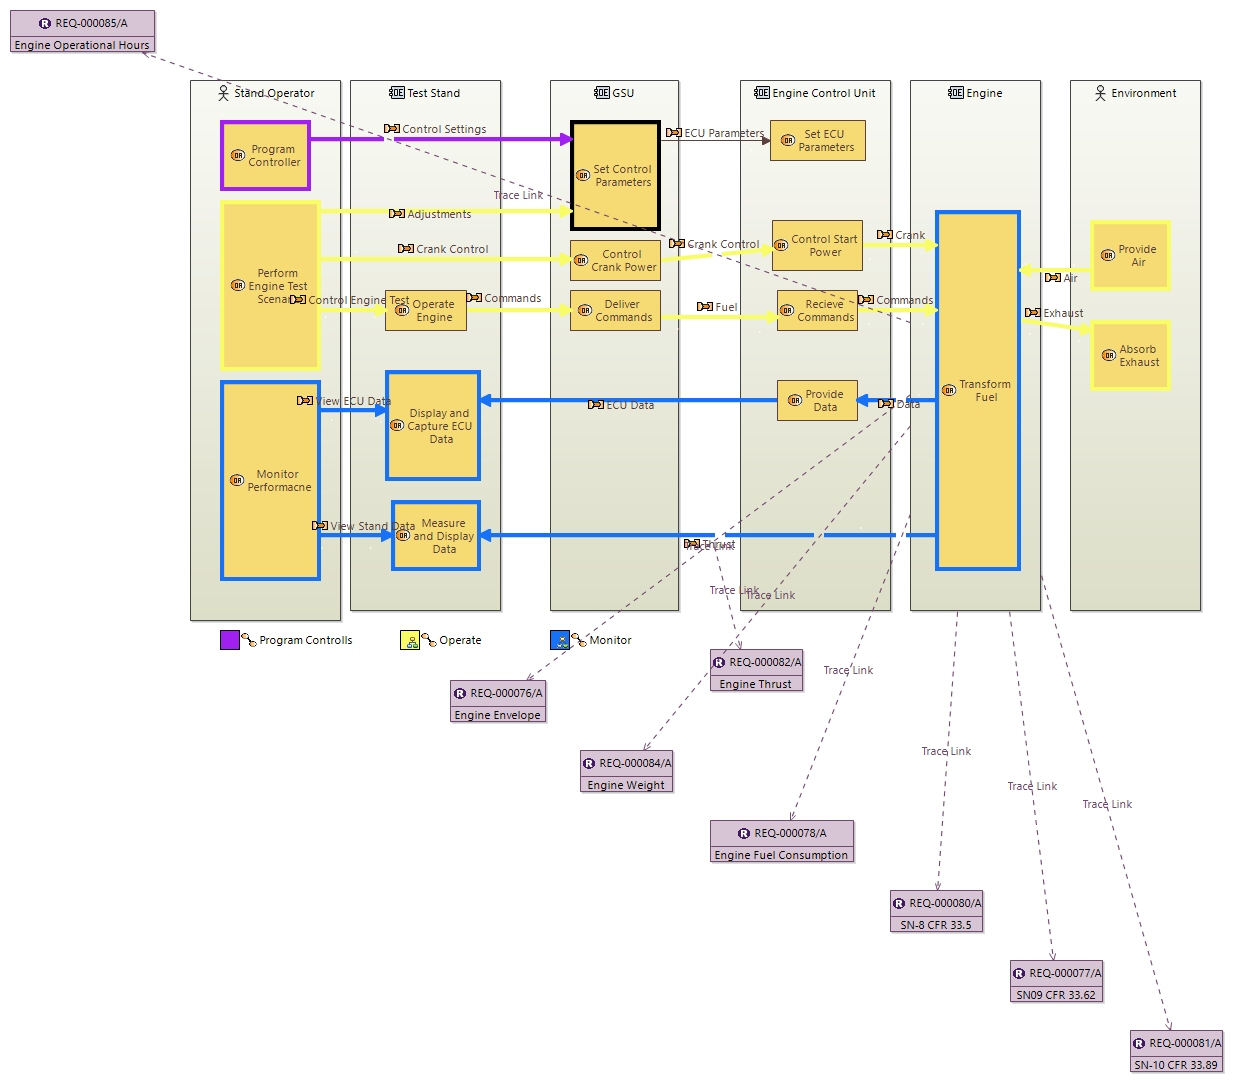 REQ-000085/A
Engine Operational Hours
Stand Operator
Test Stand
GSU
Engine Control Unit
Engine
Environment
Program
Controller
Control Settings
Set Control
Parameters
ECU Parameters
Set ECU
Parameters
Trace Link
Adjustments
Crank Control
Control
Crank Power
Crank Control
Control Start
Power
Crank
Provide
Air
Air
Perform
Engine Test
Scenario
Control Engine Test
Operate
Engine
Commands
Deliver
Commands
Fuel
Recieve
Commands
Commands
Exhaust
Absorb
Exhaust
Transform
Fuel
View ECU Data
Display and
Capture ECU
Data
ECU Data
Provide
Data
Data
Monitor
Performacne
View Stand Data
Measure
and Display
Data
Thrust
Trace Link
Trace Link
Trace Link
Program Controlls
Operate
Monitor
REQ-000082/A
Engine Thrust
Trace Link
REQ-000076/A
Engine Envelope
REQ-000084/A
Engine Weight
Trace Link
Trace Link
Trace Link
REQ-000078/A
Engine Fuel Consumption
REQ-000080/A
SN-8 CFR 33.5
REQ-000077/A
SN09 CFR 33.62
REQ-000081/A
SN-10 CFR 33.89